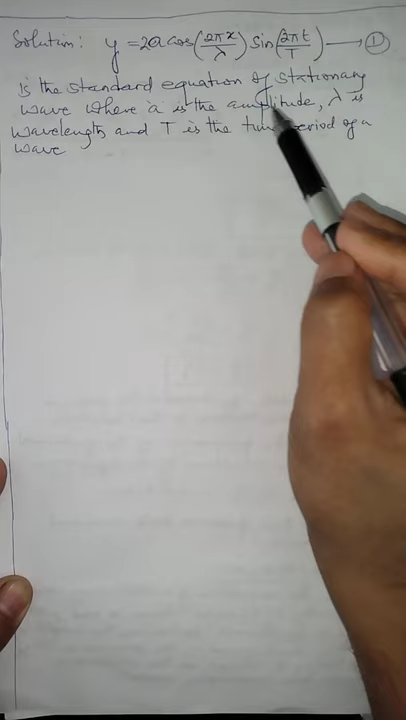 Solution: y = 2a cos(2πx/λ) sin(2πt/T) ——→ ①
is the standard equation of stationary
wave where a is the amplitude, λ is
wavelength and T is the time period of a
wave